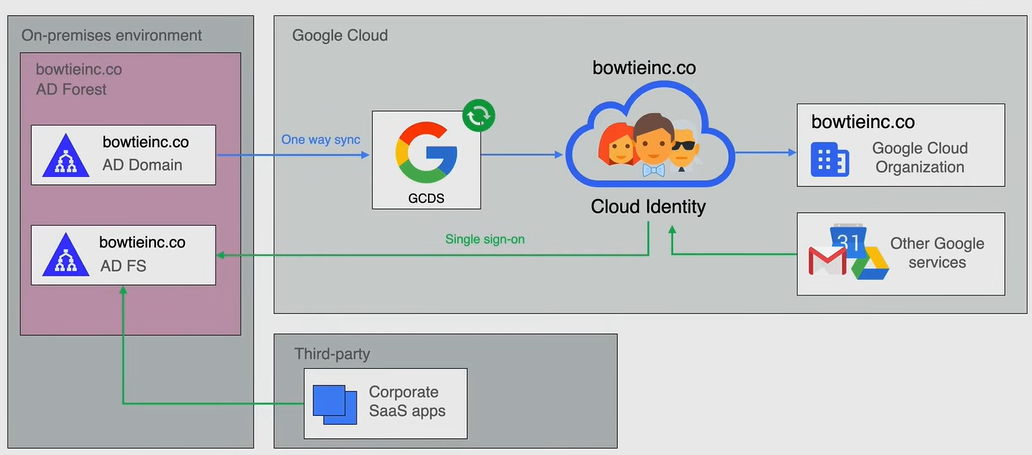 On-premises environment
bowtieinc.co
AD Forest
bowtieinc.co
AD Domain
bowtieinc.co
AD FS
One way sync
Google Cloud
GCDS
bowtieinc.co
Cloud Identity
Single sign-on
bowtieinc.co
Google Cloud
Organization
31
Other Google
services
Third-party
Corporate
SaaS apps